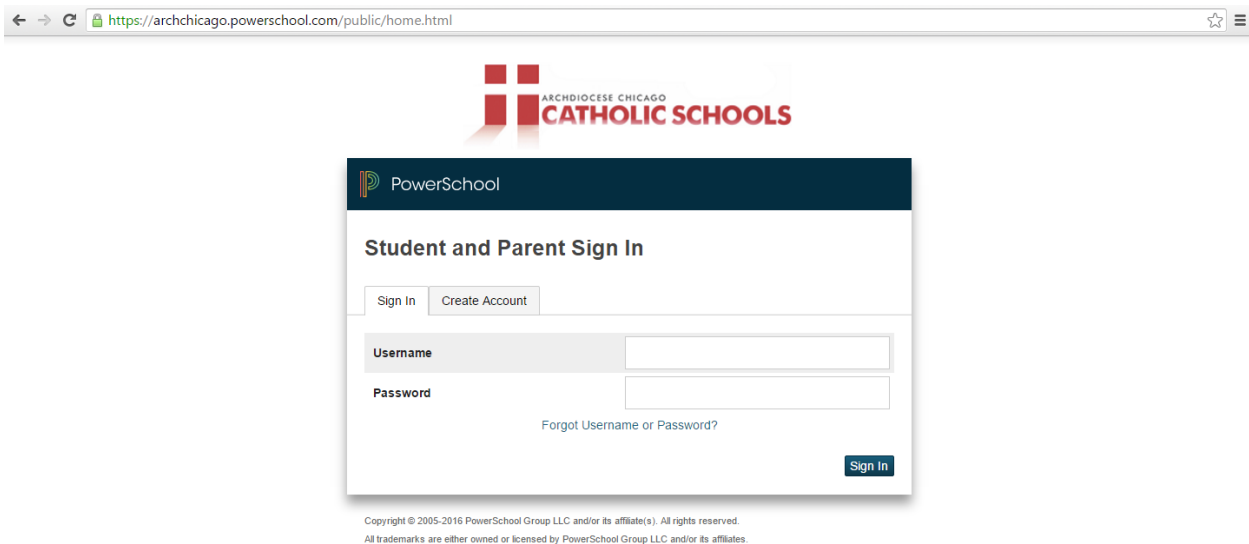 https://archchicago.powerschool.com/public/home.html
ARCHDIOCESE CHICAGO
CATHOLIC SCHOOLS
PowerSchool
Student and Parent Sign In
Sign In Create Account
Username
Password
Forgot Username or Password?
Sign In
Copyright © 2005-2016 PowerSchool Group LLC and/or its affiliate(s). All rights reserved.
All trademarks are either owned or licensed by PowerSchool Group LLC and/or its affiliates.